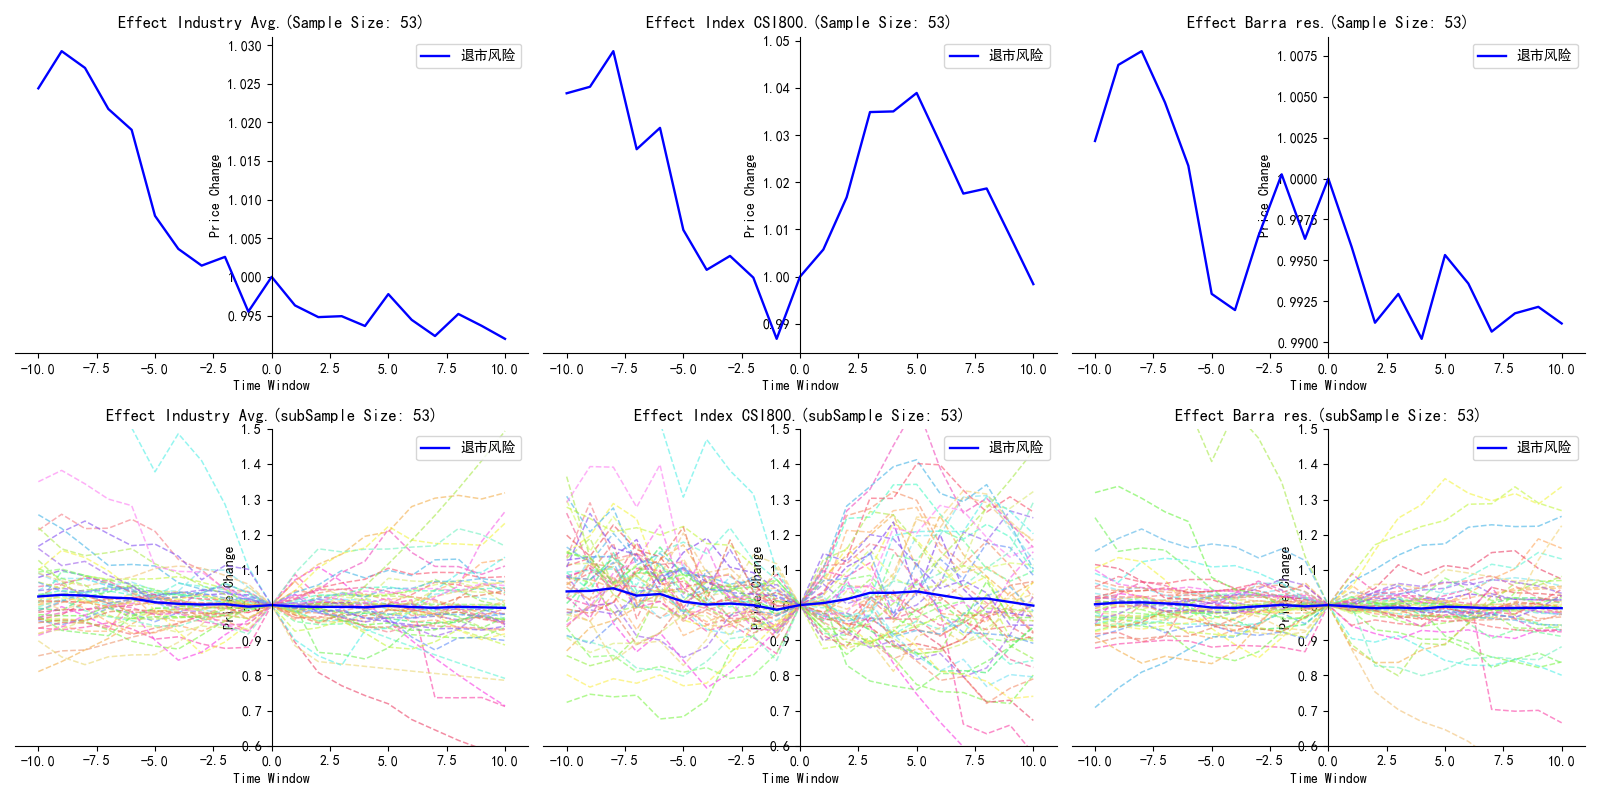 Effect Industry Avg.(Sample Size: 53)
退市风险
Price Change
1.030
1.025
1.020
1.015
1.010
1.005
1.000
0.995
-10.0 -7.5 -5.0 -2.5 0.0 2.5 5.0 7.5 10.0
Time Window
Effect Index CSI800.(Sample Size: 53)
退市风险
Price Change
1.05
1.04
1.03
1.02
1.01
1.00
0.99
-10.0 -7.5 -5.0 -2.5 0.0 2.5 5.0 7.5 10.0
Time Window
Effect Barra res.(Sample Size: 53)
退市风险
Price Change
1.0075
1.0050
1.0025
1.0000
0.9975
0.9950
0.9925
0.9900
-10.0 -7.5 -5.0 -2.5 0.0 2.5 5.0 7.5 10.0
Time Window
Effect Industry Avg.(subSample Size: 53)
退市风险
Price Change
1.5
1.4
1.3
1.2
1.1
1.0
0.9
0.8
0.7
0.6
-10.0 -7.5 -5.0 -2.5 0.0 2.5 5.0 7.5 10.0
Time Window
Effect Index CSI800.(subSample Size: 53)
退市风险
Price Change
1.5
1.4
1.3
1.2
1.1
1.0
0.9
0.8
0.7
0.6
-10.0 -7.5 -5.0 -2.5 0.0 2.5 5.0 7.5 10.0
Time Window
Effect Barra res.(subSample Size: 53)
退市风险
Price Change
1.5
1.4
1.3
1.2
1.1
1.0
0.9
0.8
0.7
0.6
-10.0 -7.5 -5.0 -2.5 0.0 2.5 5.0 7.5 10.0
Time Window